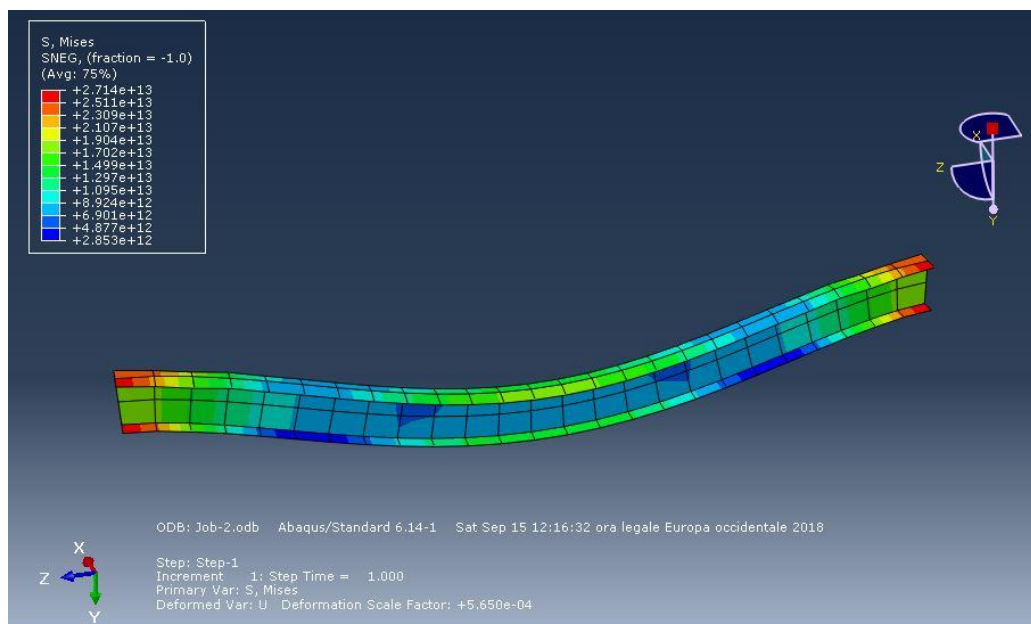 S, Mises
SNEG, (fraction = -1.0)
(Avg: 75%)
+2.714e+13
+2.511e+13
+2.309e+13
+2.107e+13
+1.904e+13
+1.702e+13
+1.499e+13
+1.297e+13
+1.095e+13
+8.924e+12
+6.901e+12
+4.877e+12
+2.853e+12
X
Z
Y
ODB: Job-2.odb Abaqus/Standard 6.14-1 Sat Sep 15 12:16:32 ora legale Europa occidentale 2018
X
Z
Y
Step: Step-1
Increment 1: Step Time = 1.000
Primary Var: S, Mises
Deformed Var: U Deformation Scale Factor: +5.650e-04